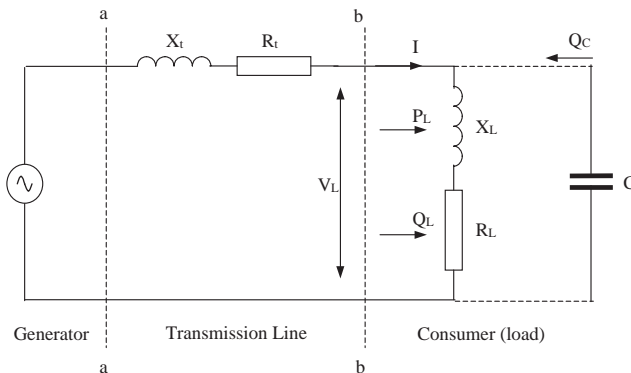 a
b
Xt
Rt
I
QC
PL
XL
VL
C
QL
RL
Generator
Transmission Line
Consumer (load)
a
b